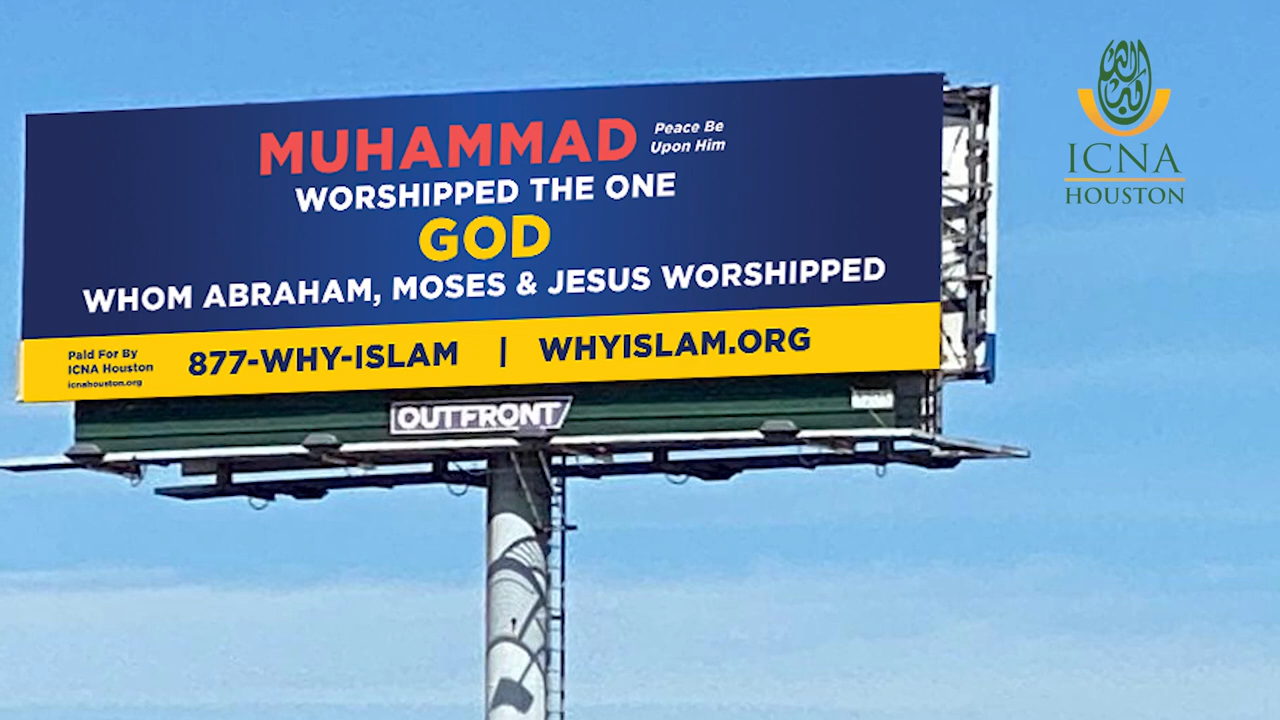 MUHAMMAD Peace Be
Upon Him
WORSHIPPED THE ONE
GOD
WHOM ABRAHAM, MOSES & JESUS WORSHIPPED
Paid For By
ICNA Houston
icnahouston.org
877-WHY-ISLAM | WHYISLAM.ORG
OUTFRONT
ICNA
HOUSTON